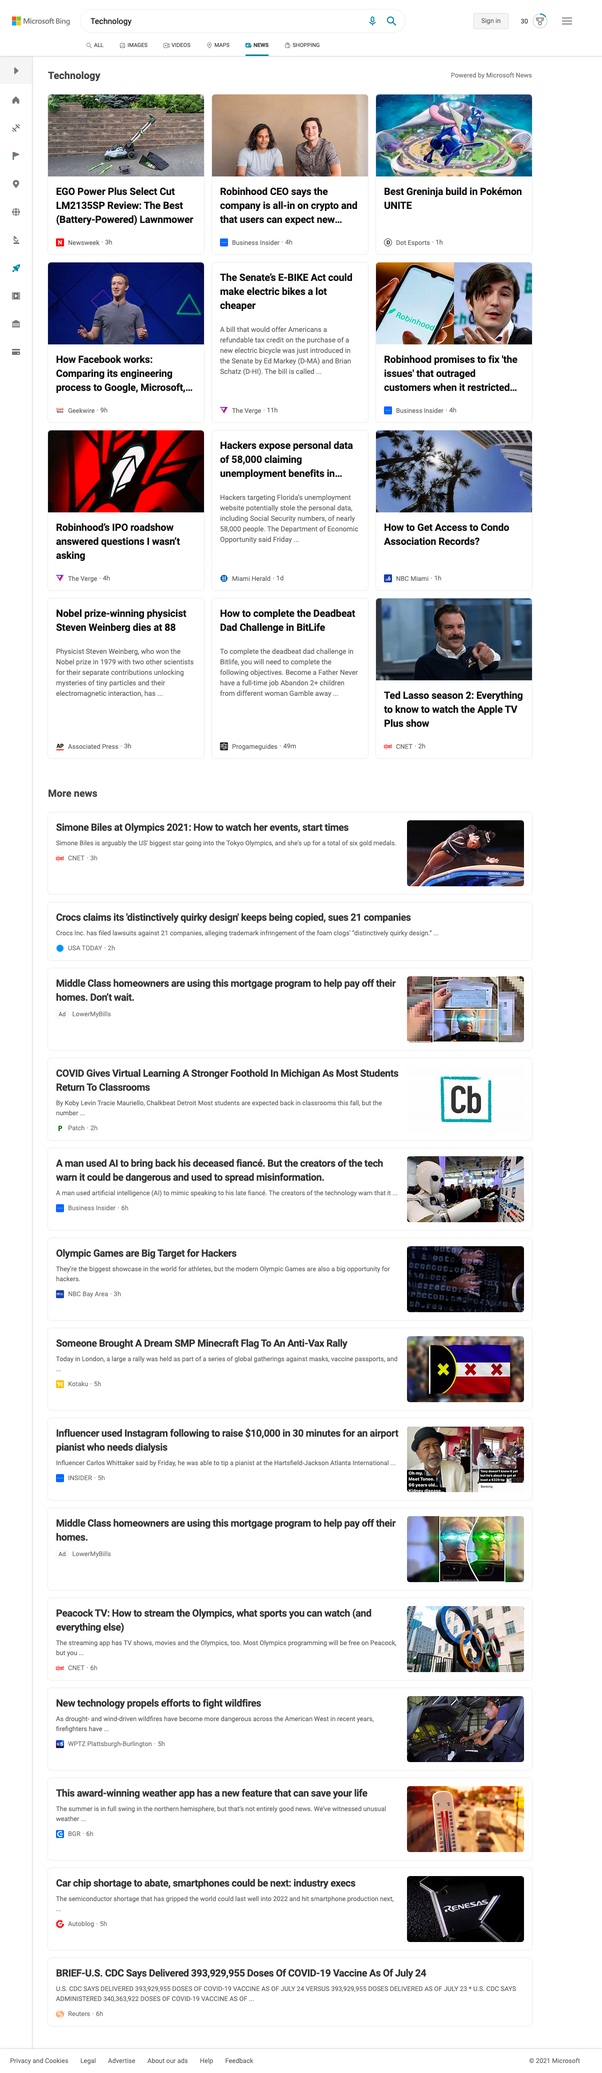 Microsoft Bing
Technology
Sign in
30
ALL
IMAGES
VIDEOS
MAPS
NEWS
SHOPPING
Technology
Powered by Microsoft News
EGO Power Plus Select Cut
LM2135SP Review: The Best
(Battery-Powered) Lawnmower
Newsweek · 3h
Robinhood CEO says the
company is all-in on crypto and
that users can expect new...
Business Insider · 4h
Best Greninja build in Pokémon
UNITE
Dot Esports · 1h
How Facebook works:
Comparing its engineering
process to Google, Microsoft,...
Geekwire · 9h
The Senate's E-BIKE Act could
make electric bikes a lot
cheaper
A bill that would offer Americans a
refundable tax credit on the purchase of a
new electric bicycle was just introduced in
the Senate by Ed Markey (D-MA) and Brian
Schatz (D-HI). The bill is called ...
The Verge · 11h
Robinhood
Robinhood promises to fix 'the
issues' that outraged
customers when it restricted...
Business Insider · 4h
Robinhood's IPO roadshow
answered questions I wasn't
asking
The Verge · 4h
Hackers expose personal data
of 58,000 claiming
unemployment benefits in...
Hackers targeting Florida's unemployment
website potentially stole the personal data,
including Social Security numbers, of nearly
58,000 people. The Department of Economic
Opportunity said Friday ...
Miami Herald · 1d
How to Get Access to Condo
Association Records?
NBC Miami · 1h
Nobel prize-winning physicist
Steven Weinberg dies at 88
Physicist Steven Weinberg, who won the
Nobel prize in 1979 with two other scientists
for their separate contributions unlocking
mysteries of tiny particles and their
electromagnetic interaction, has ...
AP Associated Press · 3h
How to complete the Deadbeat
Dad Challenge in BitLife
To complete the deadbeat dad challenge in
Bitlife, you will need to complete the
following objectives. Become a Father Never
have a full-time job Abandon 2+ children
from different woman Gamble away ...
Progameguides · 49m
Ted Lasso season 2: Everything
to know to watch the Apple TV
Plus show
CNET · 2h
More news
Simone Biles at Olympics 2021: How to watch her events, start times
Simone Biles is arguably the US' biggest star going into the Tokyo Olympics, and she's up for a total of six gold medals.
CNET · 3h
Crocs claims its 'distinctively quirky design' keeps being copied, sues 21 companies
Crocs Inc. has filed lawsuits against 21 companies, alleging trademark infringement of the foam clogs' "distinctively quirky design." ...
USA TODAY · 2h
Middle Class homeowners are using this mortgage program to help pay off their
homes. Don't wait.
Ad LowerMyBills
COVID Gives Virtual Learning A Stronger Foothold In Michigan As Most Students
Return To Classrooms
By Koby Levin Tracie Mauriello, Chalkbeat Detroit Most students are expected back in classrooms this fall, but the
number ...
P Patch · 2h
Cb
A man used AI to bring back his deceased fiancé. But the creators of the tech
warn it could be dangerous and used to spread misinformation.
A man used artificial intelligence (AI) to mimic speaking to his late fiancé. The creators of the technology warn that it ...
Business Insider · 6h
Olympic Games are Big Target for Hackers
They're the biggest showcase in the world for athletes, but the modern Olympic Games are also a big opportunity for
hackers.
NBC Bay Area · 3h
Someone Brought A Dream SMP Minecraft Flag To An Anti-Vax Rally
Today in London, a large a rally was held as part of a series of global gatherings against masks, vaccine passports, and
...
Kotaku · 5h
Influencer used Instagram following to raise $10,000 in 30 minutes for an airport
pianist who needs dialysis
Influencer Carlos Whittaker said by Friday, he was able to tip a pianist at the Hartsfield-Jackson Atlanta International ...
INSIDER · 5h
Oh my.
Meet Tonee.
66 years old..
Middle Class homeowners are using this mortgage program to help pay off their
homes.
Ad LowerMyBills
Peacock TV: How to stream the Olympics, what sports you can watch (and
everything else)
The streaming app has TV shows, movies and the Olympics, too. Most Olympics programming will be free on Peacock,
but you ...
CNET · 6h
New technology propels efforts to fight wildfires
As drought- and wind-driven wildfires have become more dangerous across the American West in recent years,
firefighters have ...
WPTZ Plattsburgh-Burlington · 5h
This award-winning weather app has a new feature that can save your life
The summer is in full swing in the northern hemisphere, but that's not entirely good news. We've witnessed unusual
weather ...
BGR · 6h
Car chip shortage to abate, smartphones could be next: industry execs
The semiconductor shortage that has gripped the world could last well into 2022 and hit smartphone production next,
...
Autoblog · 5h
RENESAS
BRIEF-U.S. CDC Says Delivered 393,929,955 Doses Of COVID-19 Vaccine As Of July 24
U.S. CDC SAYS DELIVERED 393,929,955 DOSES OF COVID-19 VACCINE AS OF JULY 24 VERSUS 393,929,955 DOSES DELIVERED AS OF JULY 23 * U.S. CDC SAYS
ADMINISTERED 340,363,922 DOSES OF COVID-19 VACCINE AS OF ...
Reuters · 6h
Privacy and Cookies
Legal
Advertise
About our ads
Help
Feedback
© 2021 Microsoft